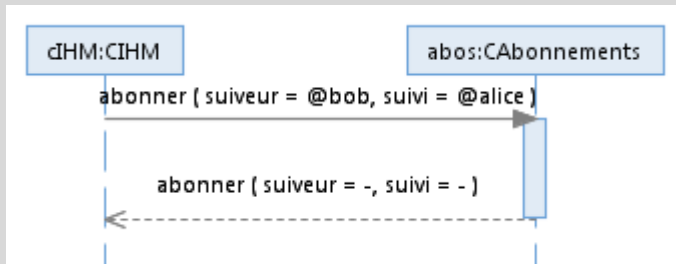 cIHM:CIHM
abos:CAbonnements
abonner ( suiveur = @bob, suivi = @alice )
abonner ( suiveur = -, suivi = - )